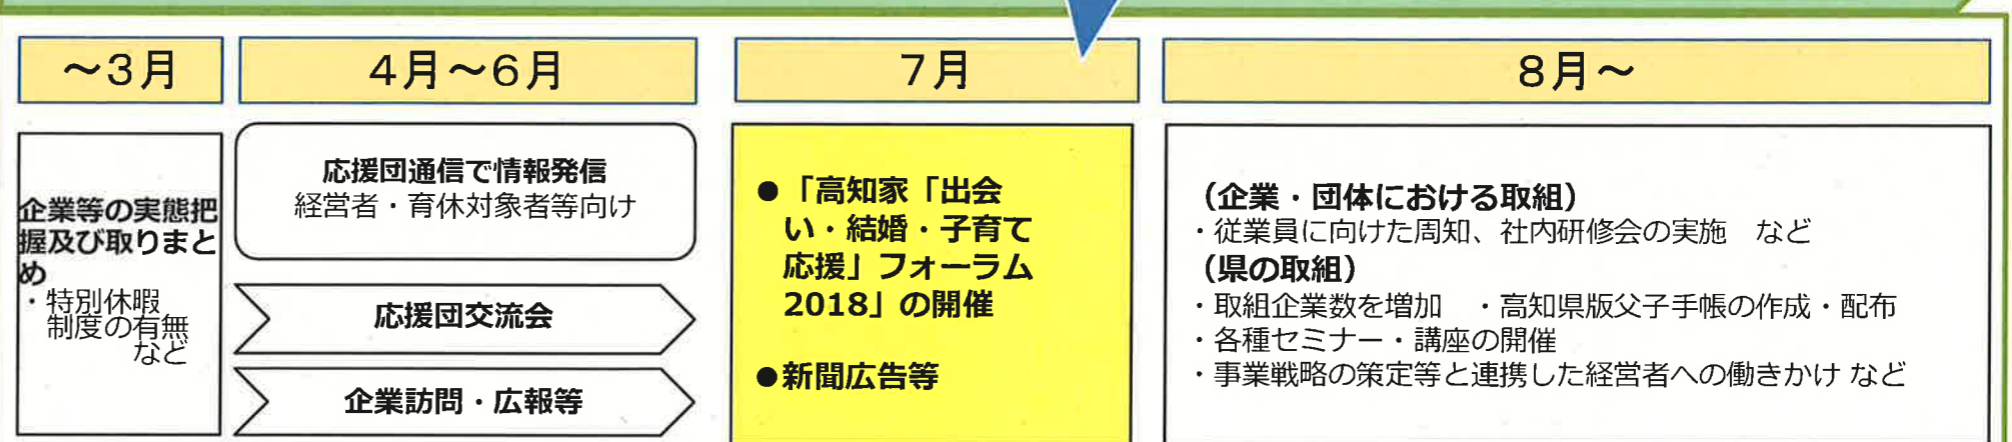 ～3月
4月～6月
7月
8月～
企業等の実態把
握及び取りまと
め
・特別休暇
制度の有無
など
応援団通信で情報発信
経営者・育休対象者等向け
応援団交流会
企業訪問・広報等
●「高知家「出会
い・結婚・子育て
応援」フォーラム
2018」の開催
●新聞広告等
（企業・団体における取組）
・従業員に向けた周知、社内研修会の実施　など
（県の取組）
・取組企業数を増加　・高知県版父子手帳の作成・配布
・各種セミナー・講座の開催
・事業戦略の策定等と連携した経営者への働きかけ など